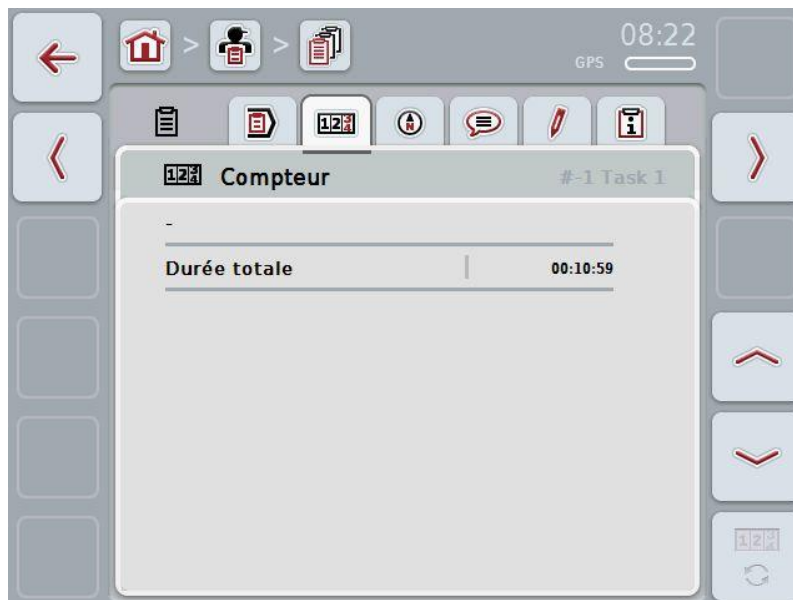 08:22
GPS
Compteur
#-1 Task 1
-
Durée totale
00:10:59